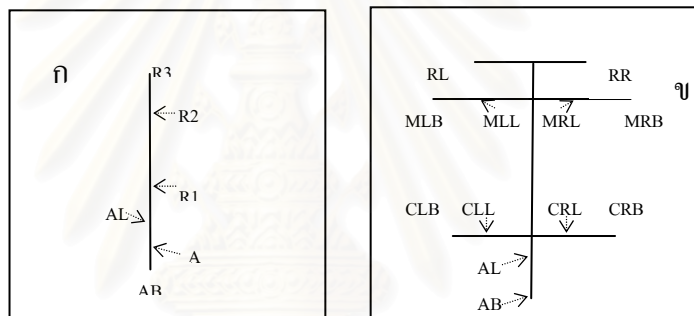 ก
R3
R2
R1
AL
A
AB
ข
RL RR
MLB MLL MRL MRB
CLB CLL CRL CRB
AL
AB